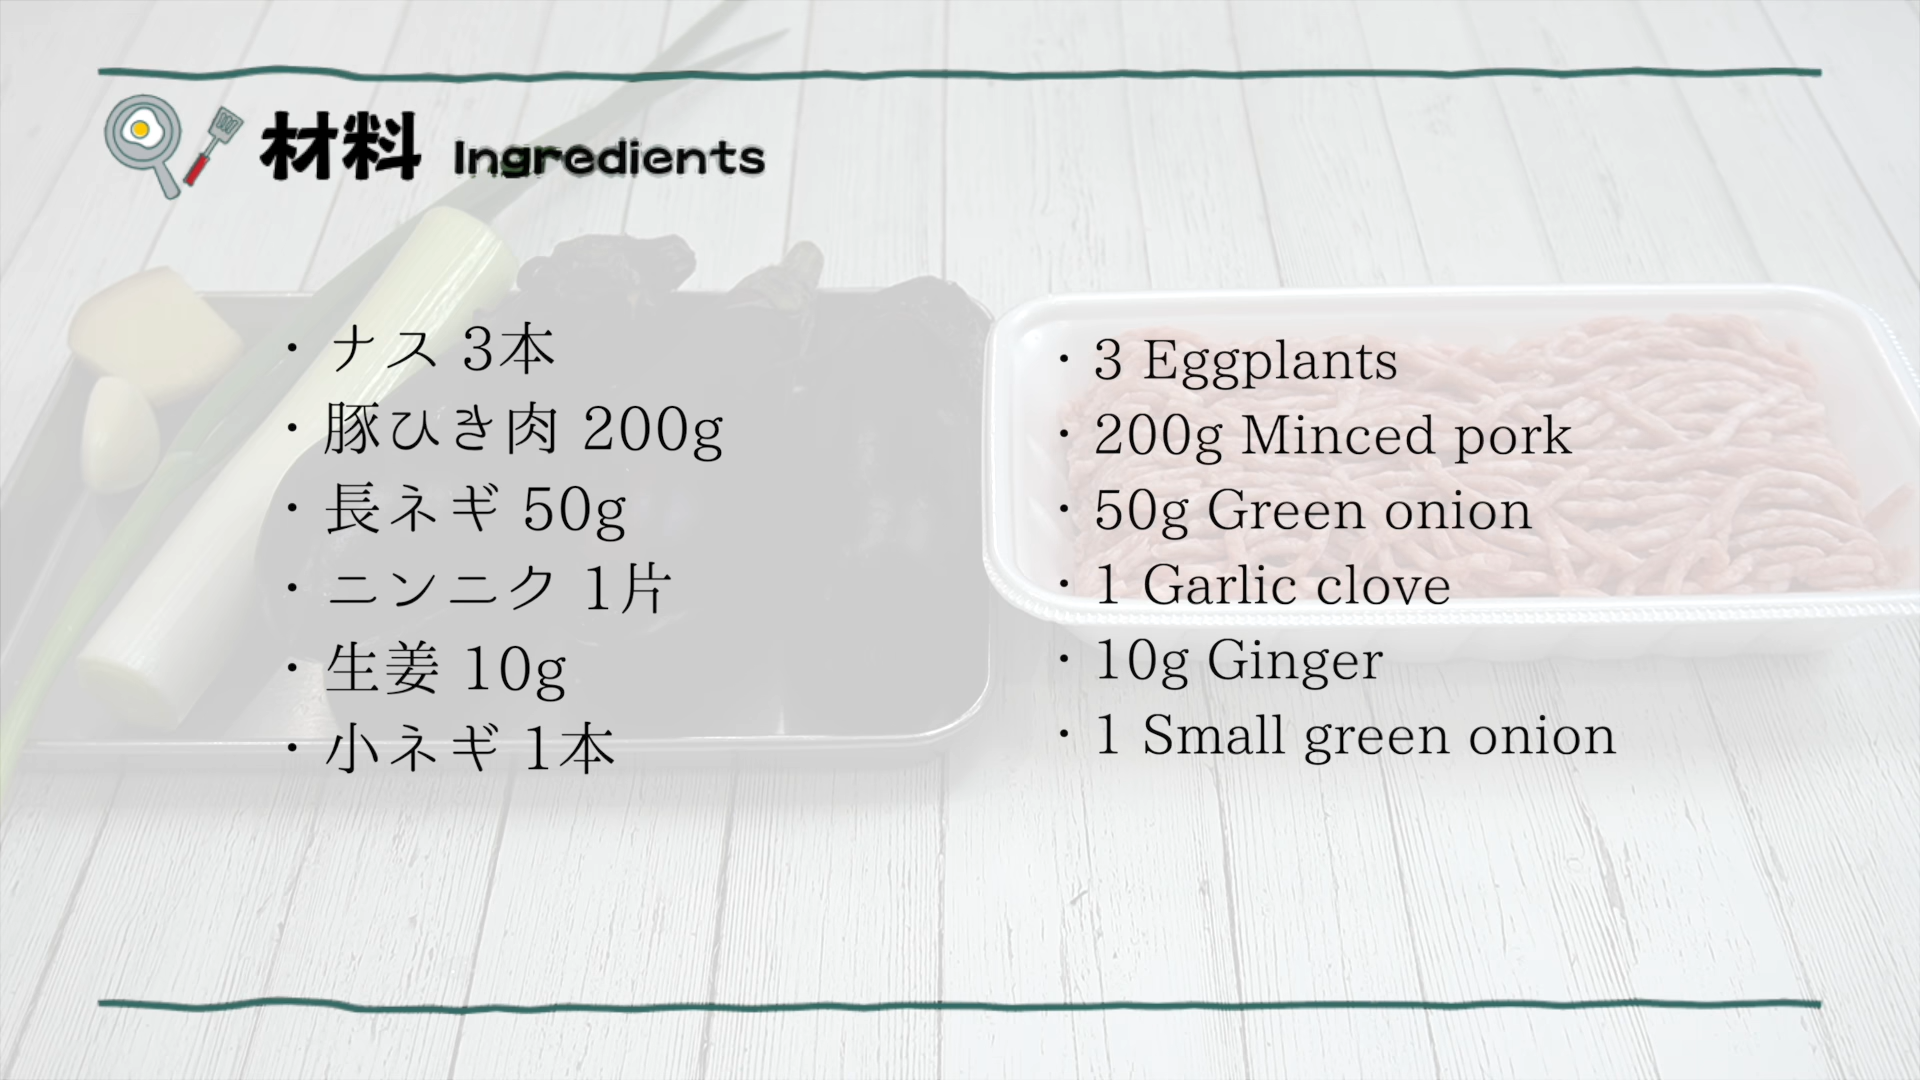 材料 Ingredients
・ナス 3本
・豚ひき肉 200g
・長ネギ 50g
・ニンニク 1片
・生姜 10g
・小ネギ 1本
・3 Eggplants
・200g Minced pork
・50g Green onion
・1 Garlic clove
・10g Ginger
・1 Small green onion